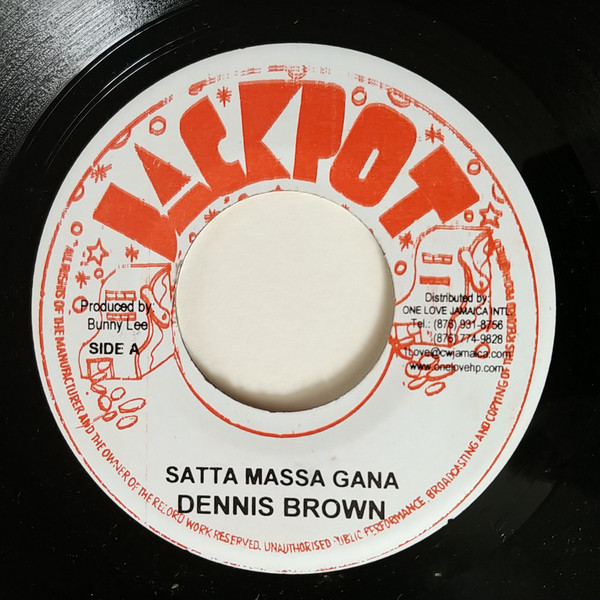 JACKPOT
Produced by
Bunny Lee
SIDE A
Distributed by:
ONE LOVE JAMAICA INTL
Tel.: (876) 931-8756
(876) 774-9828
1Love@cwjamaica.com
www.onelovehp.com
SATTA MASSA GANA
DENNIS BROWN
ALL RIGHTS OF THE MANUFACTURER AND THE OWNER OF THE RECORD WORK RESERVED. UNAUTHORISED PUBLIC PERFORMANCE BROADCASTING AND COPYING OF THIS RECORD PROHIBITED